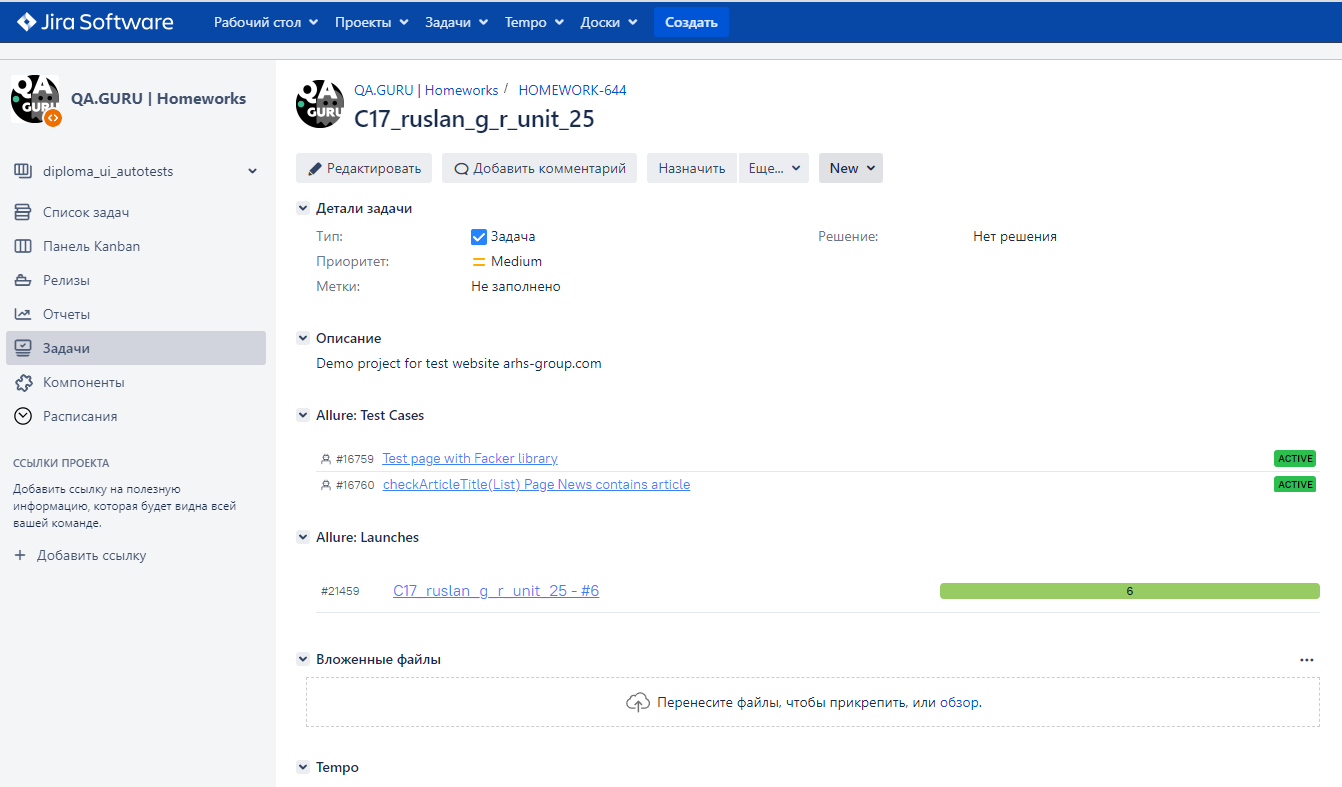 Jira Software Рабочий стол Проекты Задачи Tempo Доски Создать
QA GURU
QA.GURU | Homeworks
diploma_ui_autotests
Список задач
Панель Kanban
Релизы
Отчеты
Задачи
Компоненты
Расписания
ССЫЛКИ ПРОЕКТА
Добавить ссылку на полезную
информацию, которая будет видна всей
вашей команде.
+ Добавить ссылку
QA GURU
QA.GURU | Homeworks / HOMEWORK-644
C17_ruslan_g_r_unit_25
Редактировать Добавить комментарий Назначить Еще... New
Детали задачи
Тип: Задача Решение: Нет решения
Приоритет: Medium
Метки: Не заполнено
Описание
Demo project for test website arhs-group.com
Allure: Test Cases
#16759 Test page with Facker library ACTIVE
#16760 checkArticleTitle(List) Page News contains article ACTIVE
Allure: Launches
#21459 C17_ruslan_g_r_unit_25 - #6 6
Вложенные файлы ...
Перенесите файлы, чтобы прикрепить, или обзор.
Tempo